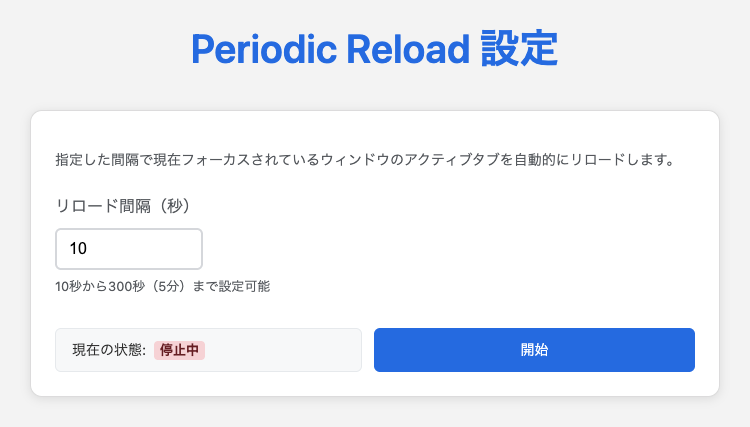 Periodic Reload 設定
指定した間隔で現在フォーカスされているウィンドウのアクティブタブを自動的にリロードします。
リロード間隔（秒）
10
10秒から300秒（5分）まで設定可能
現在の状態: 停止中
開始